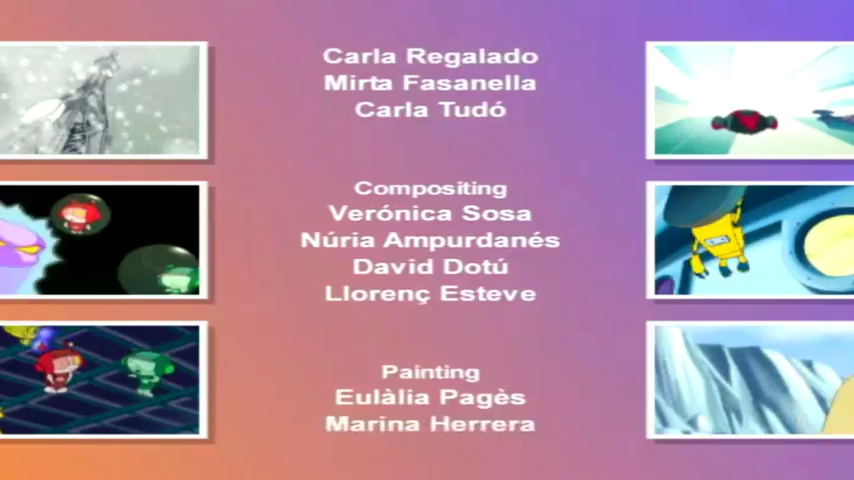 Carla Regalado
Mirta Fasanella
Carla Tudó
Compositing
Verónica Sosa
Núria Ampurdanés
David Dotú
Llorenç Esteve
Painting
Eulàlia Pagès
Marina Herrera